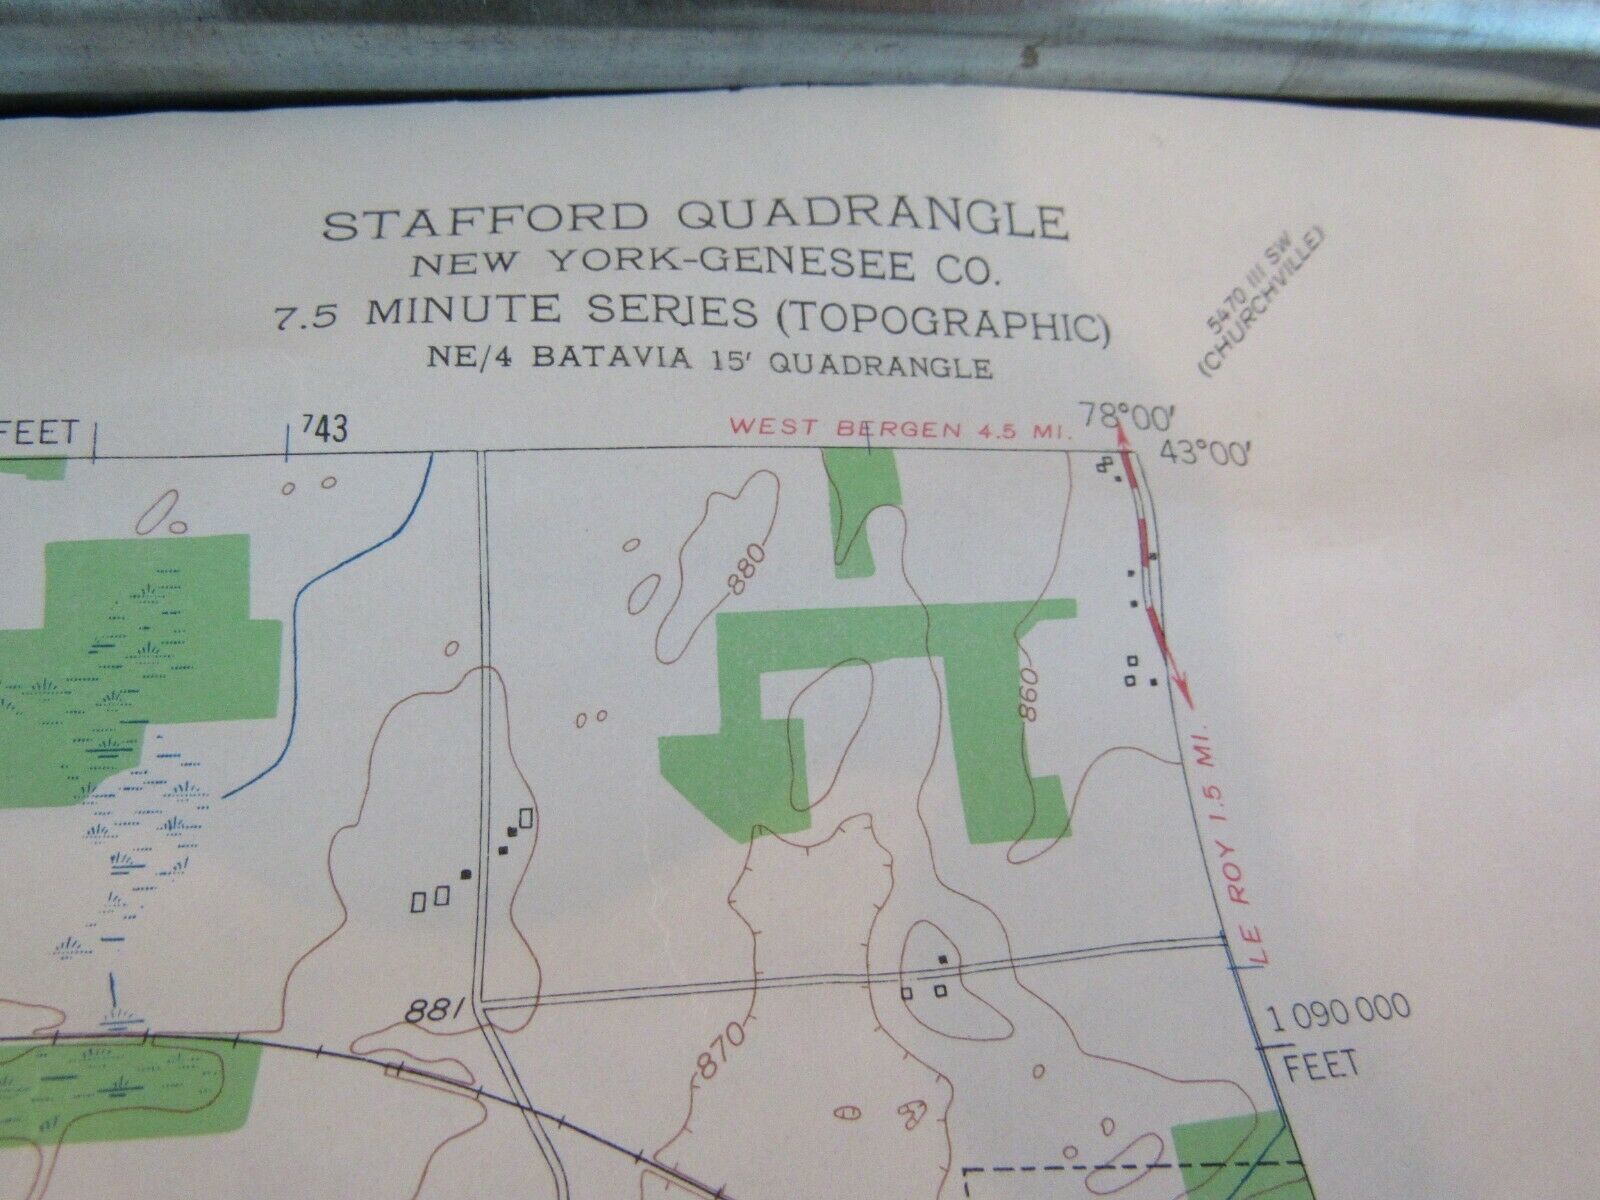 STAFFORD QUADRANGLE
NEW YORK-GENESEE CO.
7.5 MINUTE SERIES (TOPOGRAPHIC)
NE/4 BATAVIA 15' QUADRANGLE
5470 III SW
(CHURCHVILLE)
FEET
743
WEST BERGEN 4.5 MI.
78°00'
43°00'
880
860
LE ROY 1.5 MI.
881
870
1 090 000
FEET